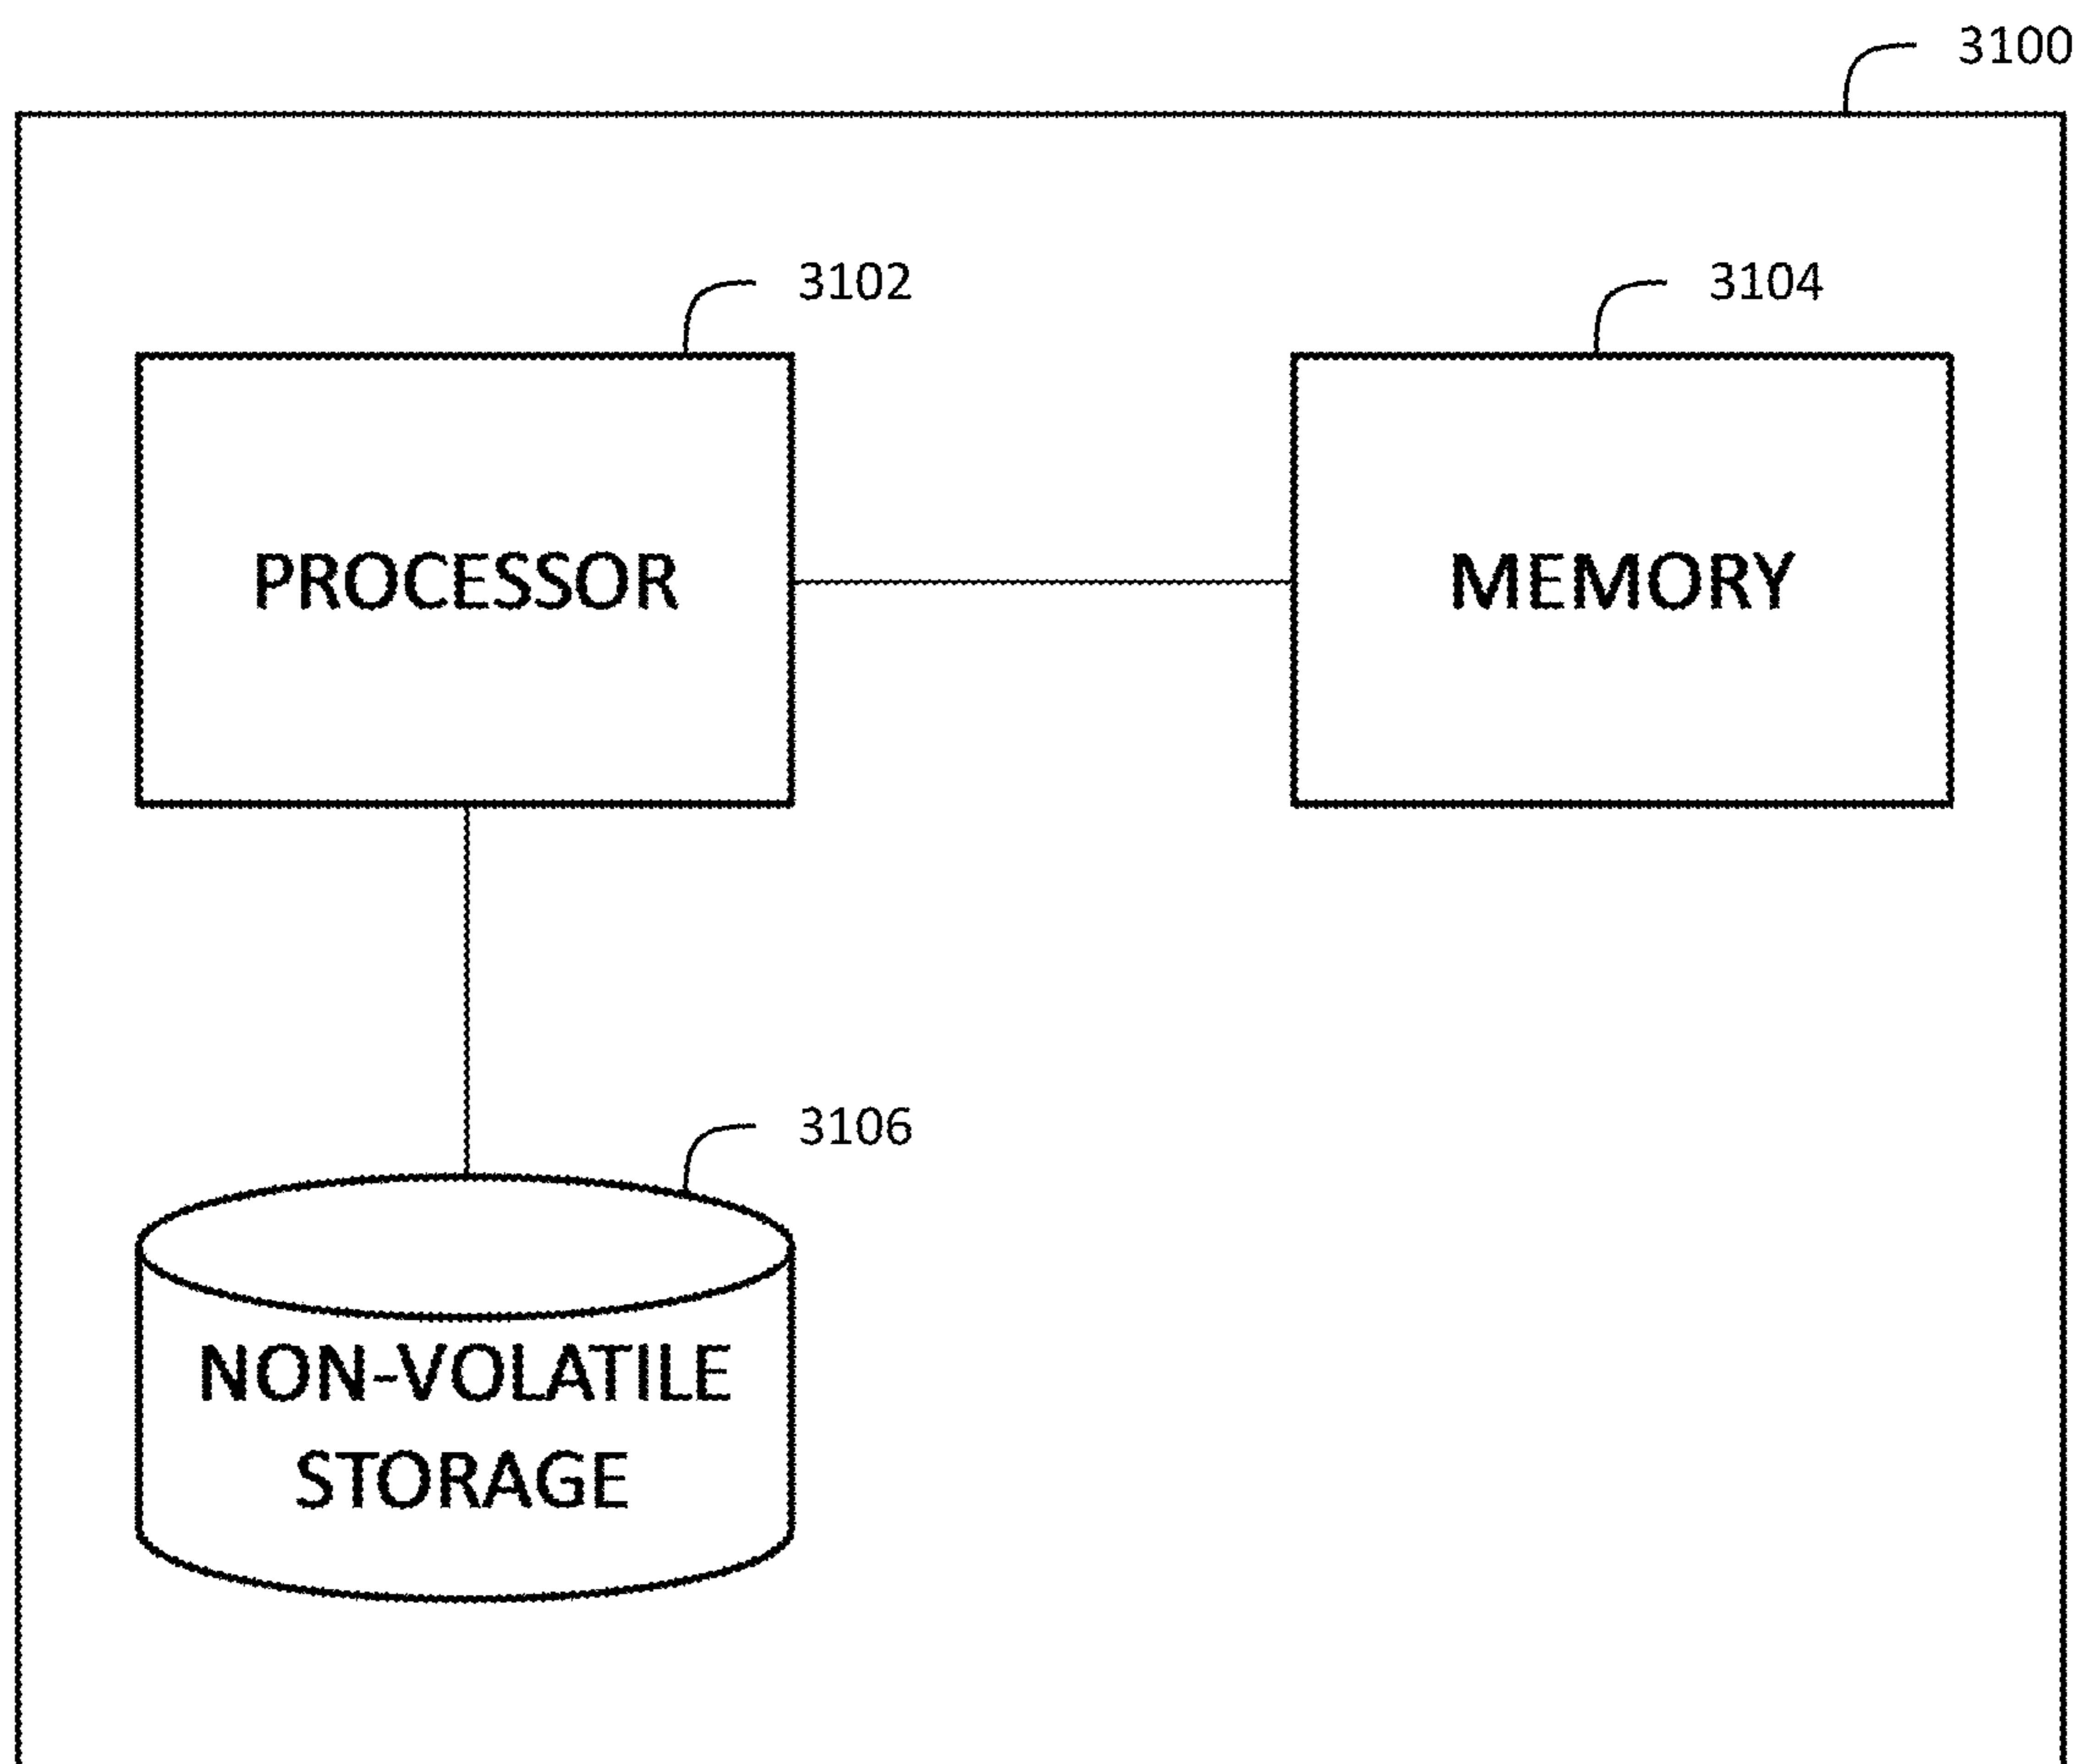 3100
3102
3104
PROCESSOR
MEMORY
3106
NON-VOLATILE
STORAGE